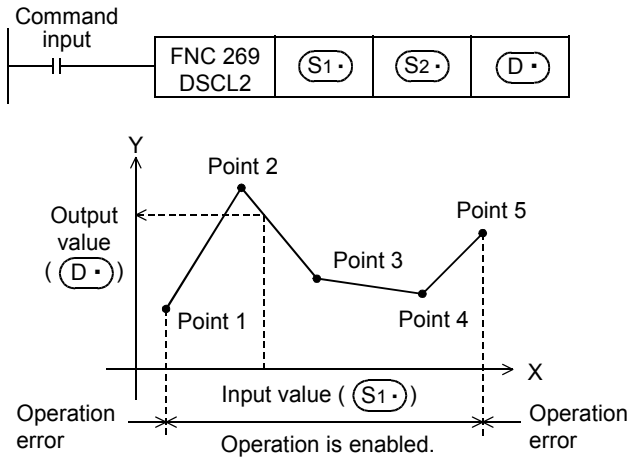 Command
input
FNC 269
DSCL2
S1 •
S2 •
D •
Y
Point 2
Point 5
Output
value
( D • )
Point 3
Point 1
Point 4
X
Input value ( S1 • )
Operation
error
Operation is enabled.
Operation
error